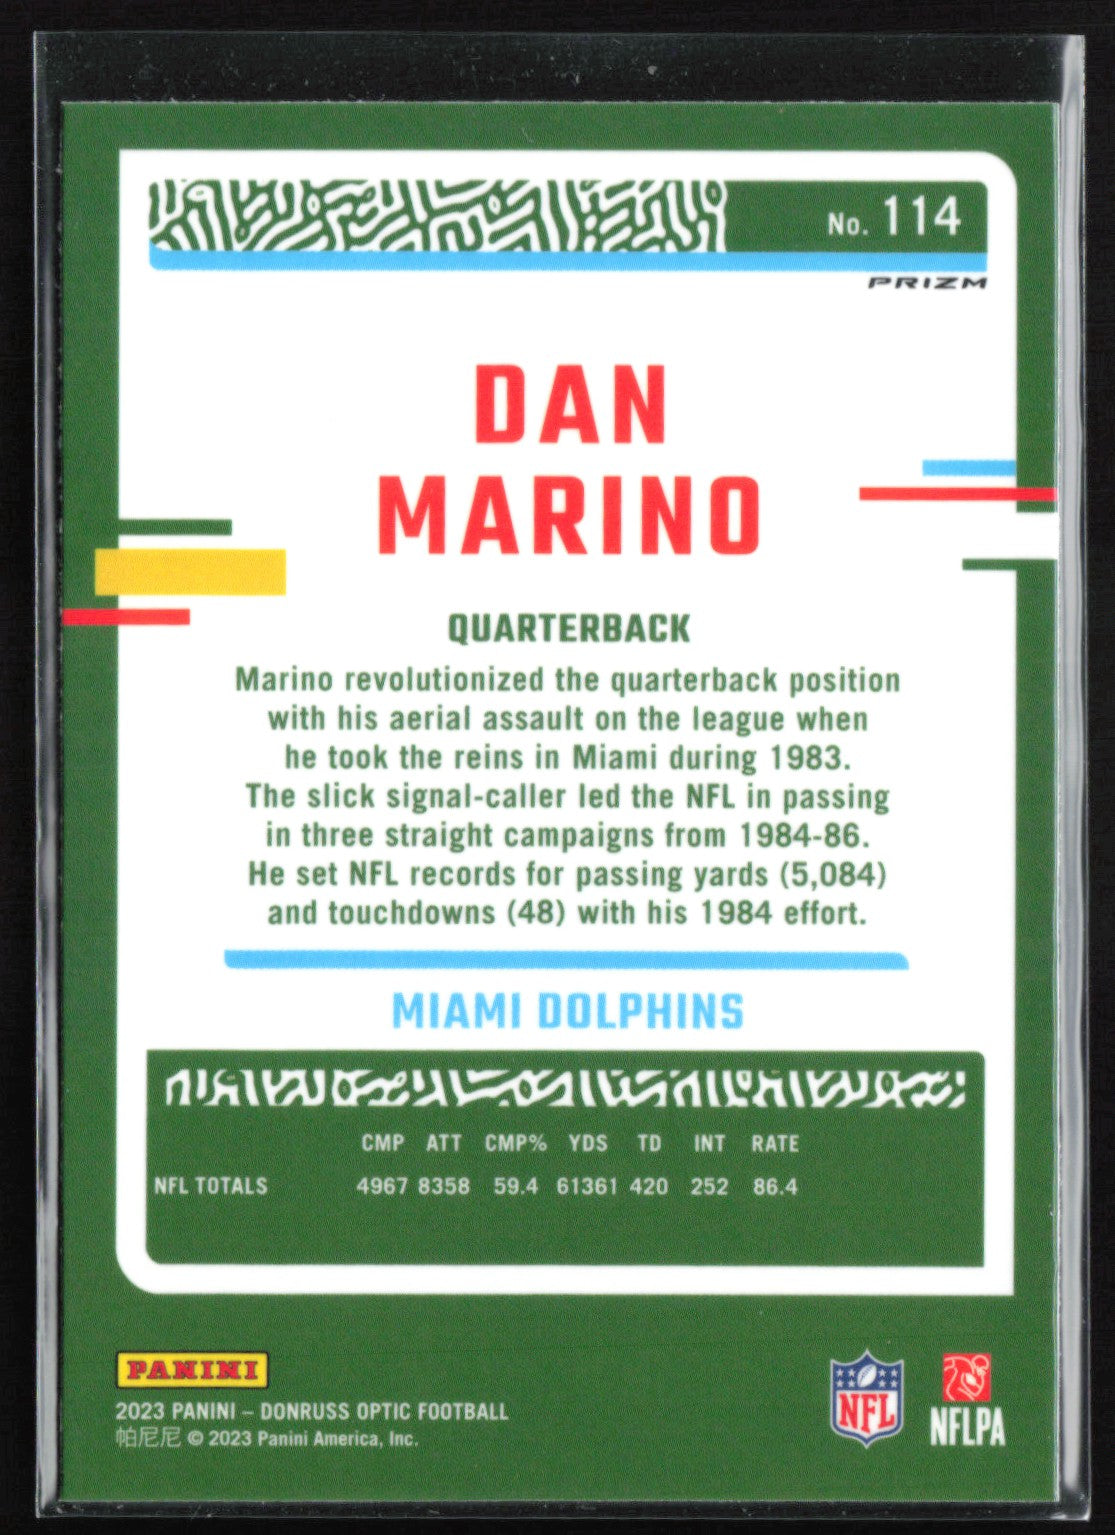 No. 114
PRIZM
DAN
MARINO
QUARTERBACK
Marino revolutionized the quarterback position
with his aerial assault on the league when
he took the reins in Miami during 1983.
The slick signal-caller led the NFL in passing
in three straight campaigns from 1984-86.
He set NFL records for passing yards (5,084)
and touchdowns (48) with his 1984 effort.
MIAMI DOLPHINS
CMP ATT CMP% YDS TD INT RATE
NFL TOTALS 4967 8358 59.4 61361 420 252 86.4
PANINI
2023 PANINI – DONRUSS OPTIC FOOTBALL
帕尼尼 © 2023 Panini America, Inc.
NFL
NFLPA